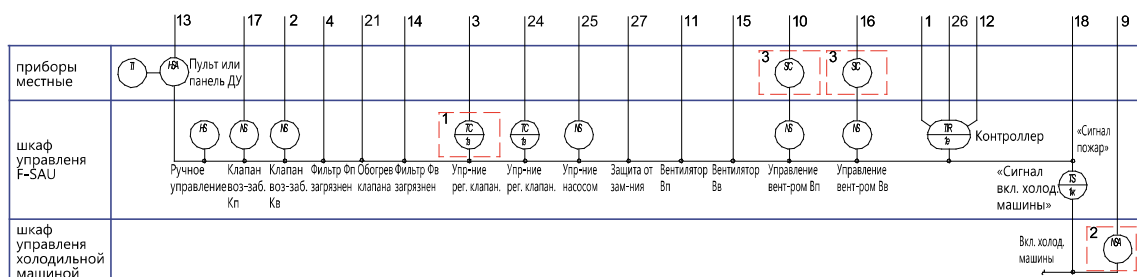 13 17 2 4 21 14 3 24 25 27 11 15 10 16 1 26 12 18 9
приборы
местные
TI
HSA
Пульт или
панель ДУ
3
SIC
3
SIC
шкаф
управленя
F-SAU
HS
NS
NS
1
TC
1в
TC
1в
NS
NS
NS
TIR
Контроллер
«Сигнал
пожар»
Ручное
управление
Клапан
воз-заб.
Кп
Клапан
воз-заб.
Кв
Фильтр Фп
загрязнен
Обогрев
клапана
Фильтр Фв
загрязнен
Упр-ние
рег. клапан.
Упр-ние
рег. клапан.
Упр-ние
насосом
Защита от
зам-ния
Вентилятор
Вп
Вентилятор
Вв
Управление
вент-ром Вп
Управление
вент-ром Вв
«Сигнал
вкл. холод.
машины»
TS
1к
шкаф
управленя
холодильной
машиной
Вкл. холод.
машины
2
NSA